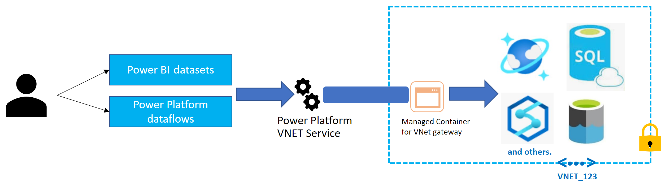 Power BI datasets
Power Platform
dataflows
Power Platform
VNET Service
Managed Container
for VNet gateway
SQL
and others.
VNET_123